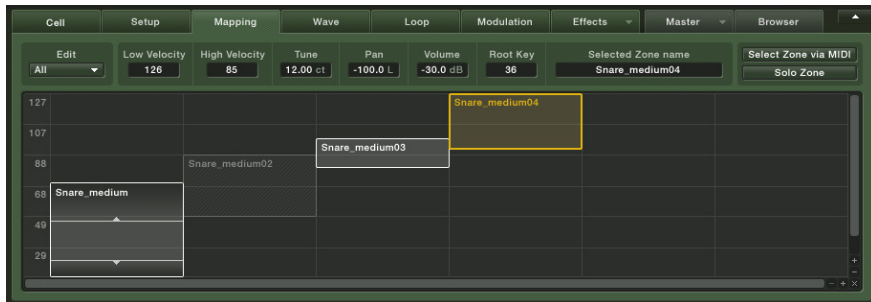 Cell Setup Mapping Wave Loop Modulation Effects Master Browser
Edit Low Velocity High Velocity Tune Pan Volume Root Key Selected Zone name Select Zone via MIDI
All 126 85 12.00 ct -100.0 L -30.0 dB 36 Snare_medium04 Solo Zone
127 Snare_medium04
107
Snare_medium03
88 Snare_medium02
68 Snare_medium
49
29